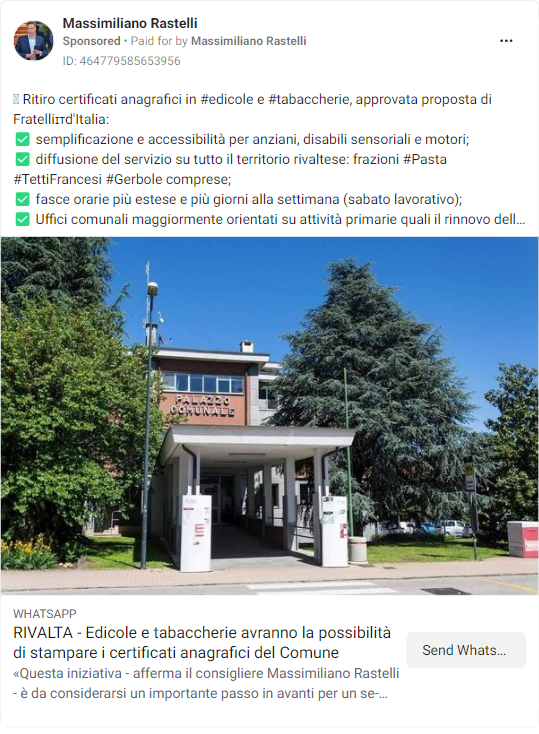 Massimiliano Rastelli
Sponsored • Paid for by Massimiliano Rastelli
ID: 464779585653956
Ritiro certificati anagrafici in #edicole e #tabaccherie, approvata proposta di
Fratelliɪᴛd'Italia:
✅ semplificazione e accessibilità per anziani, disabili sensoriali e motori;
✅ diffusione del servizio su tutto il territorio rivaltese: frazioni #Pasta
#TettiFrancesi #Gerbole comprese;
✅ fasce orarie più estese e più giorni alla settimana (sabato lavorativo);
✅ Uffici comunali maggiormente orientati su attività primarie quali il rinnovo dell...
PALAZZO
COMUNALE
WHATSAPP
RIVALTA - Edicole e tabaccherie avranno la possibilità
di stampare i certificati anagrafici del Comune
«Questa iniziativa - afferma il consigliere Massimiliano Rastelli
- è da considerarsi un importante passo in avanti per un se-...
Send Whats...